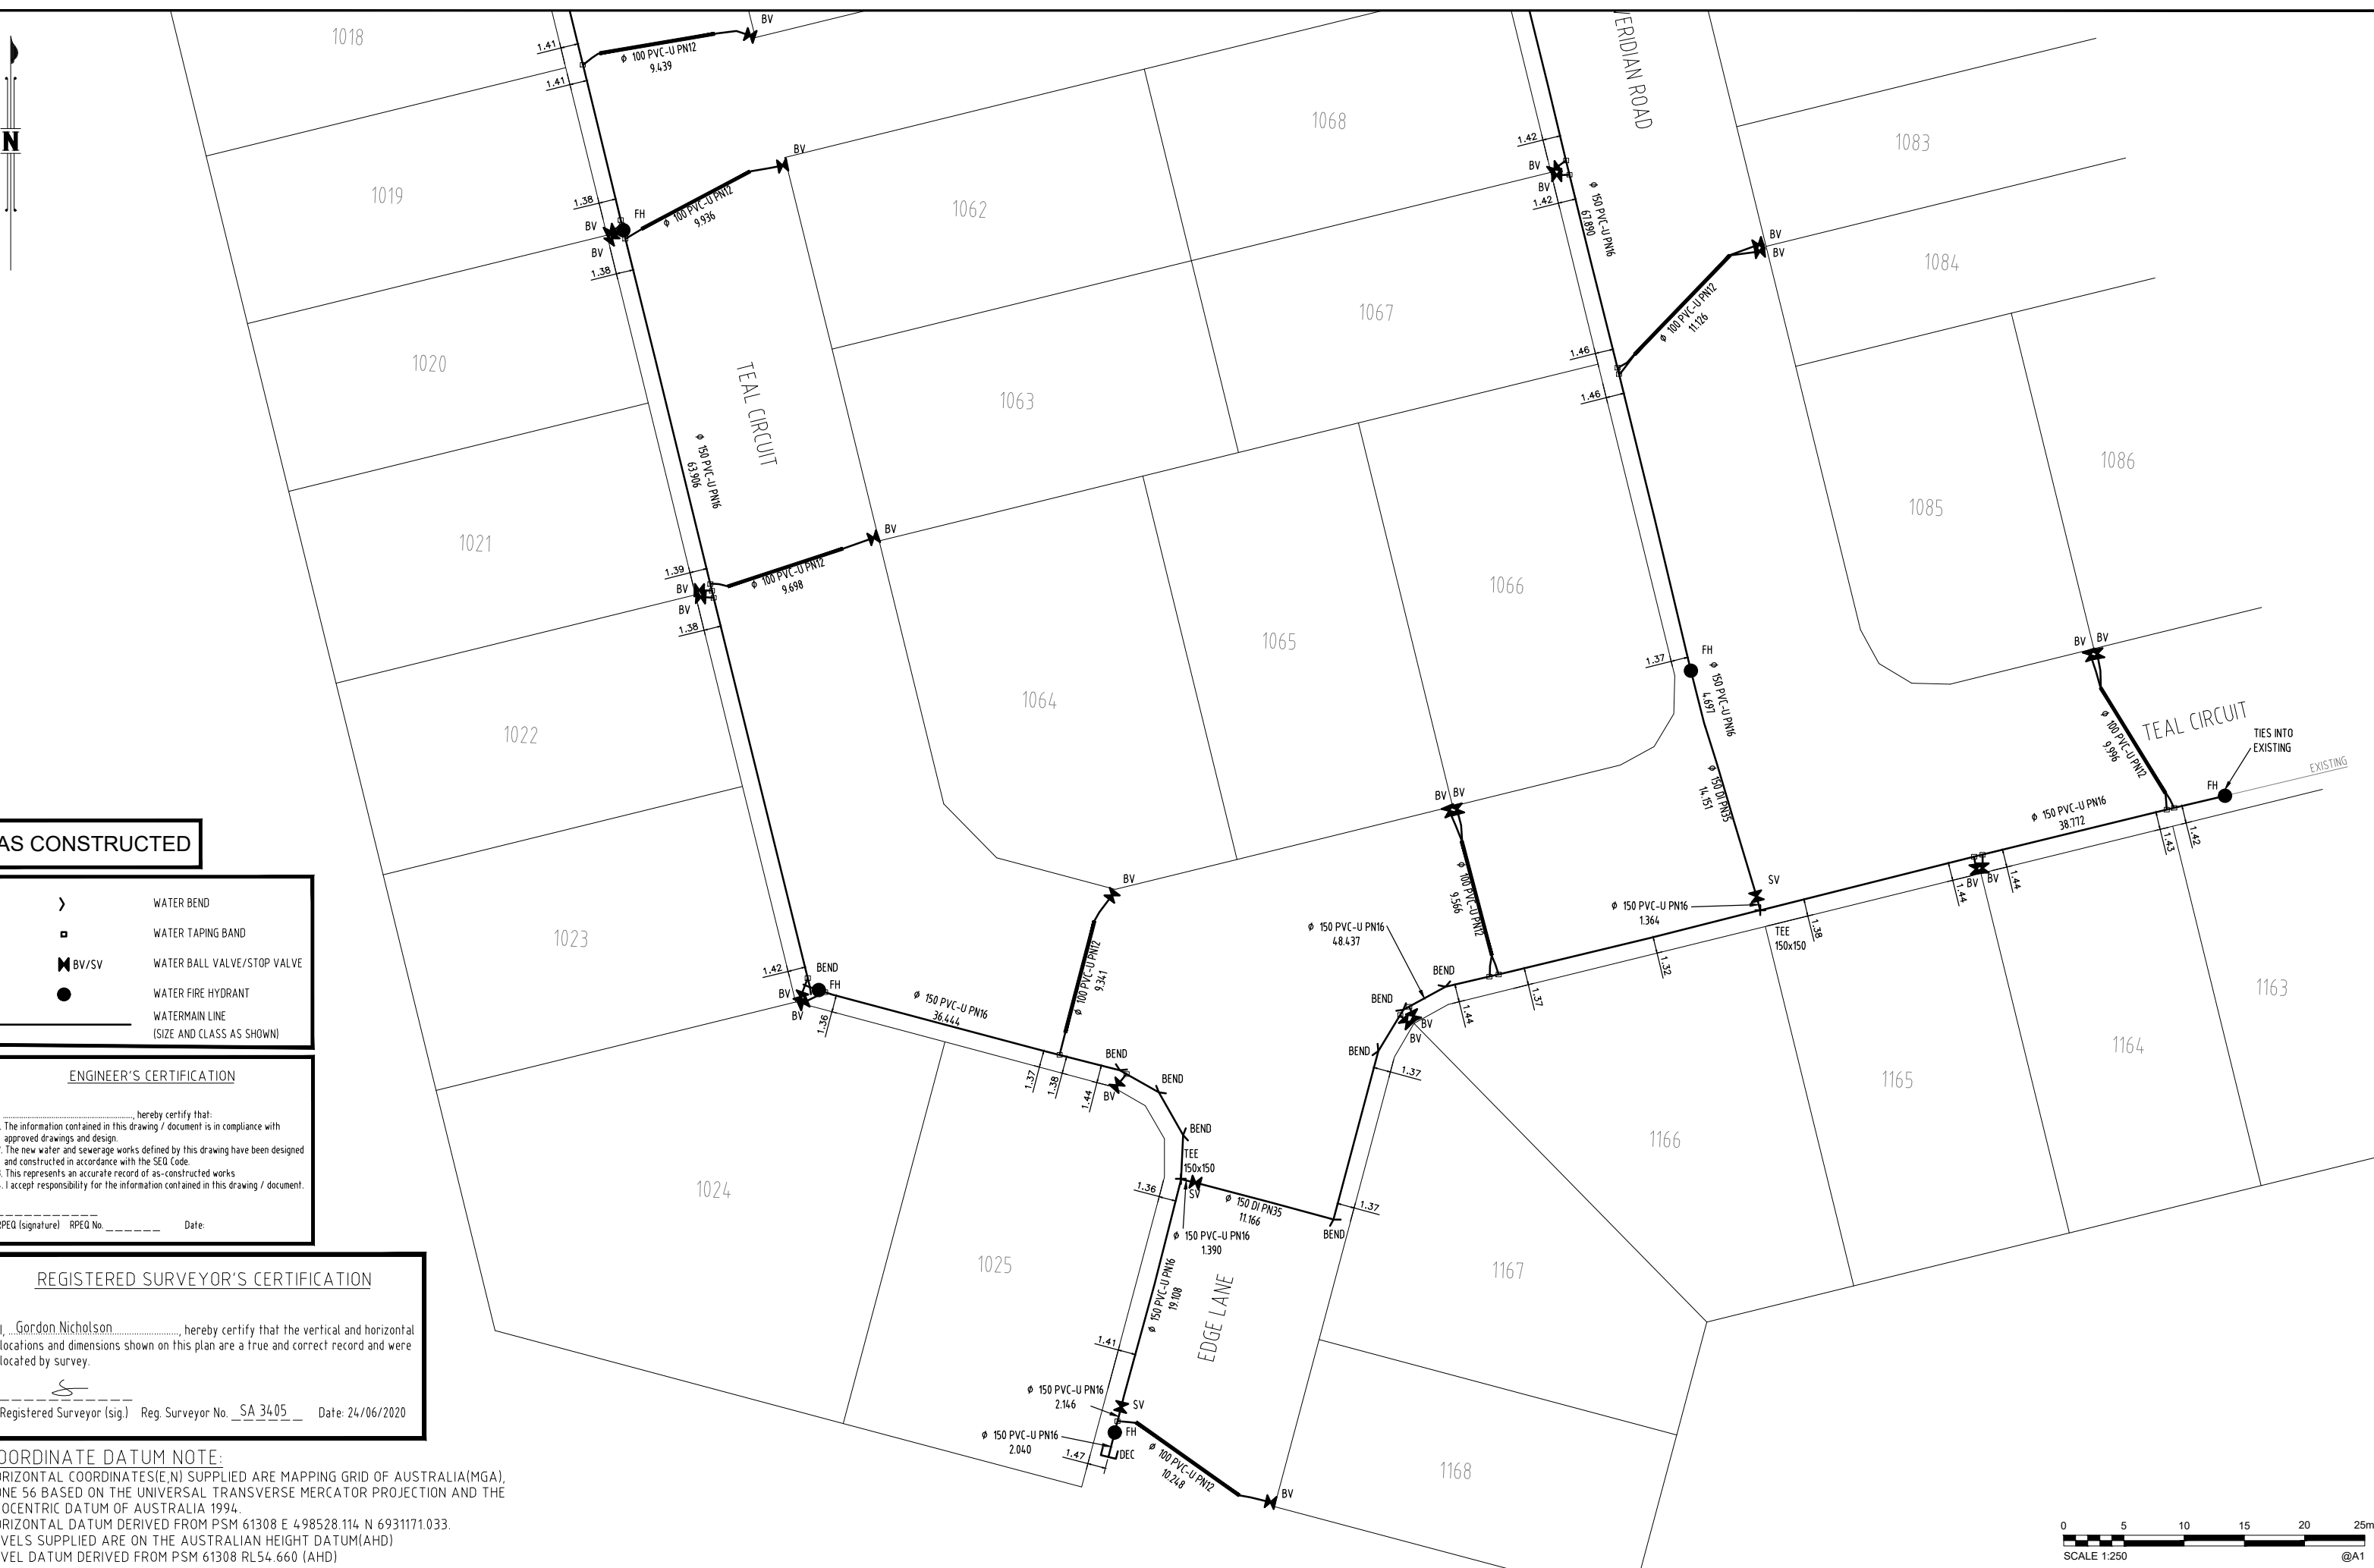 1018
1.41
1.41
Φ 100 PVC-U PN12
9.439
BV
N
1019
1.38
FH
BV
BV
1.38
Φ 100 PVC-U PN12
9.936
BV
1062
1068
1.42
BV
BV
1.42
Φ 150 PVC-U PN16
67.890
ERIDIAN ROAD
1083
BV
BV
1084
Φ 100 PVC-U PN12
11.126
1.46
1.46
1067
1063
1020
TEAL CIRCUIT
Φ 150 PVC-U PN16
63.906
1021
1.39
BV
BV
1.38
Φ 100 PVC-U PN12
9.698
BV
1064
1065
1066
1085
1086
1.37
FH
Φ 150 PVC-U PN16
4.697
BV BV
TEAL CIRCUIT
TIES INTO
EXISTING
EXISTING
FH
Φ 100 PVC-U PN12
9.996
Φ 150 DI PN35
14.151
Φ 150 PVC-U PN16
38.772
1.43
1.42
1022
BV BV
Φ 100 PVC-U PN12
9.566
SV
Φ 150 PVC-U PN16
1.364
TEE
150x150
1.38
1.32
1.44
BV BV
1.44
1163
1164
1165
1166
Φ 150 PVC-U PN16
48.437
BEND
BEND
BV
BV
1.44
1.37
BEND
1.37
1.37
BEND
1023
1.42
BEND
FH
BV
BV
1.36
Φ 150 PVC-U PN16
36.444
BV
Φ 100 PVC-U PN12
9.341
1.37
1.38
1.44
BEND
BV
BEND
BEND
TEE
150x150
SV
1.36
Φ 150 DI PN35
11.166
Φ 150 PVC-U PN16
1.390
1024
1025
Φ 150 PVC-U PN16
19.108
EDGE LANE
1167
1.41
Φ 150 PVC-U PN16
2.146
SV
FH
Φ 150 PVC-U PN16
2.040
1.47
DEC
Φ 100 PVC-U PN12
10.248
BV
1168
AS CONSTRUCTED
WATER BEND
WATER TAPING BAND
BV/SV WATER BALL VALVE/STOP VALVE
WATER FIRE HYDRANT
WATERMAIN LINE
(SIZE AND CLASS AS SHOWN)
ENGINEER'S CERTIFICATION
, hereby certify that:
The information contained in this drawing / document is in compliance with
approved drawings and design.
The new water and sewerage works defined by this drawing have been designed
and constructed in accordance with the SEQ Code.
This represents an accurate record of as-constructed works
I accept responsibility for the information contained in this drawing / document.
RPEQ (signature) RPEQ No. Date:
REGISTERED SURVEYOR'S CERTIFICATION
I, Gordon Nicholson, hereby certify that the vertical and horizontal
locations and dimensions shown on this plan are a true and correct record and were
located by survey.
Registered Surveyor (sig.) Reg. Surveyor No. SA 3405 Date: 24/06/2020
OORDINATE DATUM NOTE:
ORIZONTAL COORDINATES(E,N) SUPPLIED ARE MAPPING GRID OF AUSTRALIA(MGA),
ONE 56 BASED ON THE UNIVERSAL TRANSVERSE MERCATOR PROJECTION AND THE
OCENTRIC DATUM OF AUSTRALIA 1994.
ORIZONTAL DATUM DERIVED FROM PSM 61308 E 498528.114 N 6931171.033.
EVELS SUPPLIED ARE ON THE AUSTRALIAN HEIGHT DATUM(AHD)
EVEL DATUM DERIVED FROM PSM 61308 RL54.660 (AHD)
0 5 10 15 20 25m
SCALE 1:250 @A1